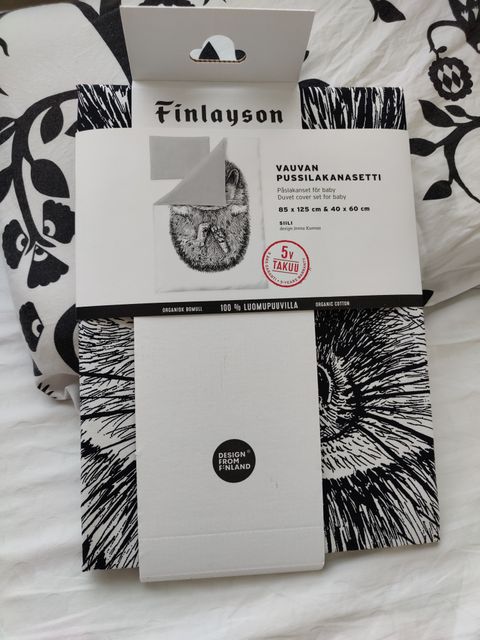 Finlayson
VAUVAN
PUSSILAKANASETTI
Påslakanset för baby
Duvet cover set for baby
85 x 125 cm & 40 x 60 cm
SIILI
design Jenna Kunnas
5v
TAKUU
ORGANISK BOMULL 100 % LUOMUPUUVILLA ORGANIC COTTON
DESIGN
FROM
FINLAND